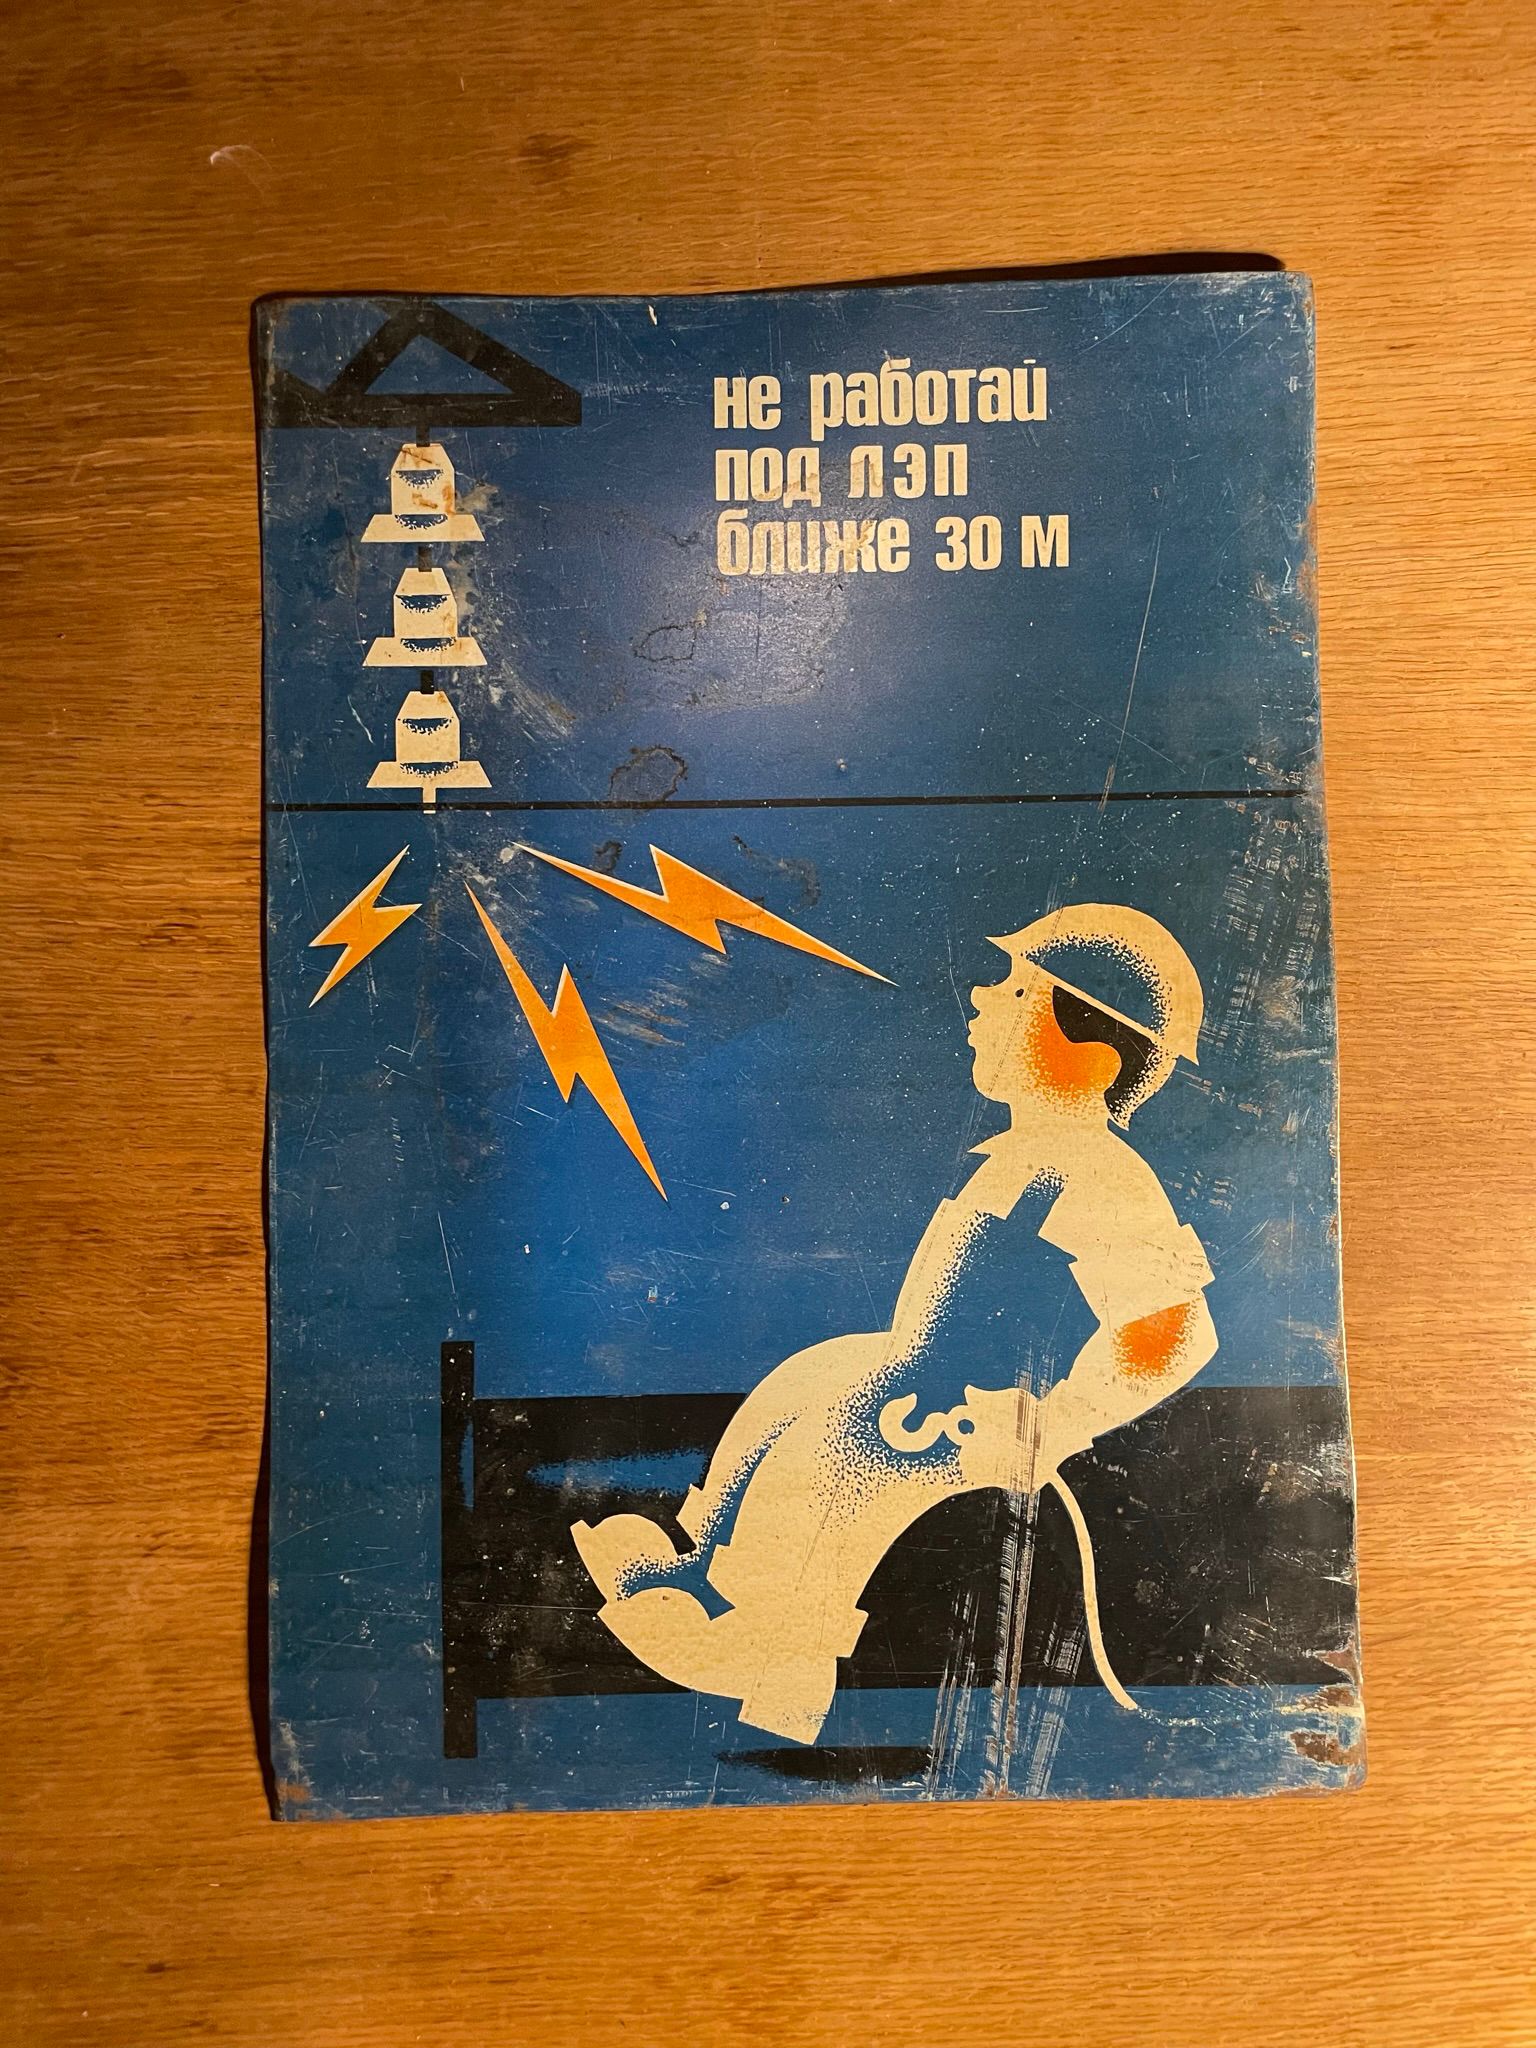 не работай
под лэп
ближе 30 м